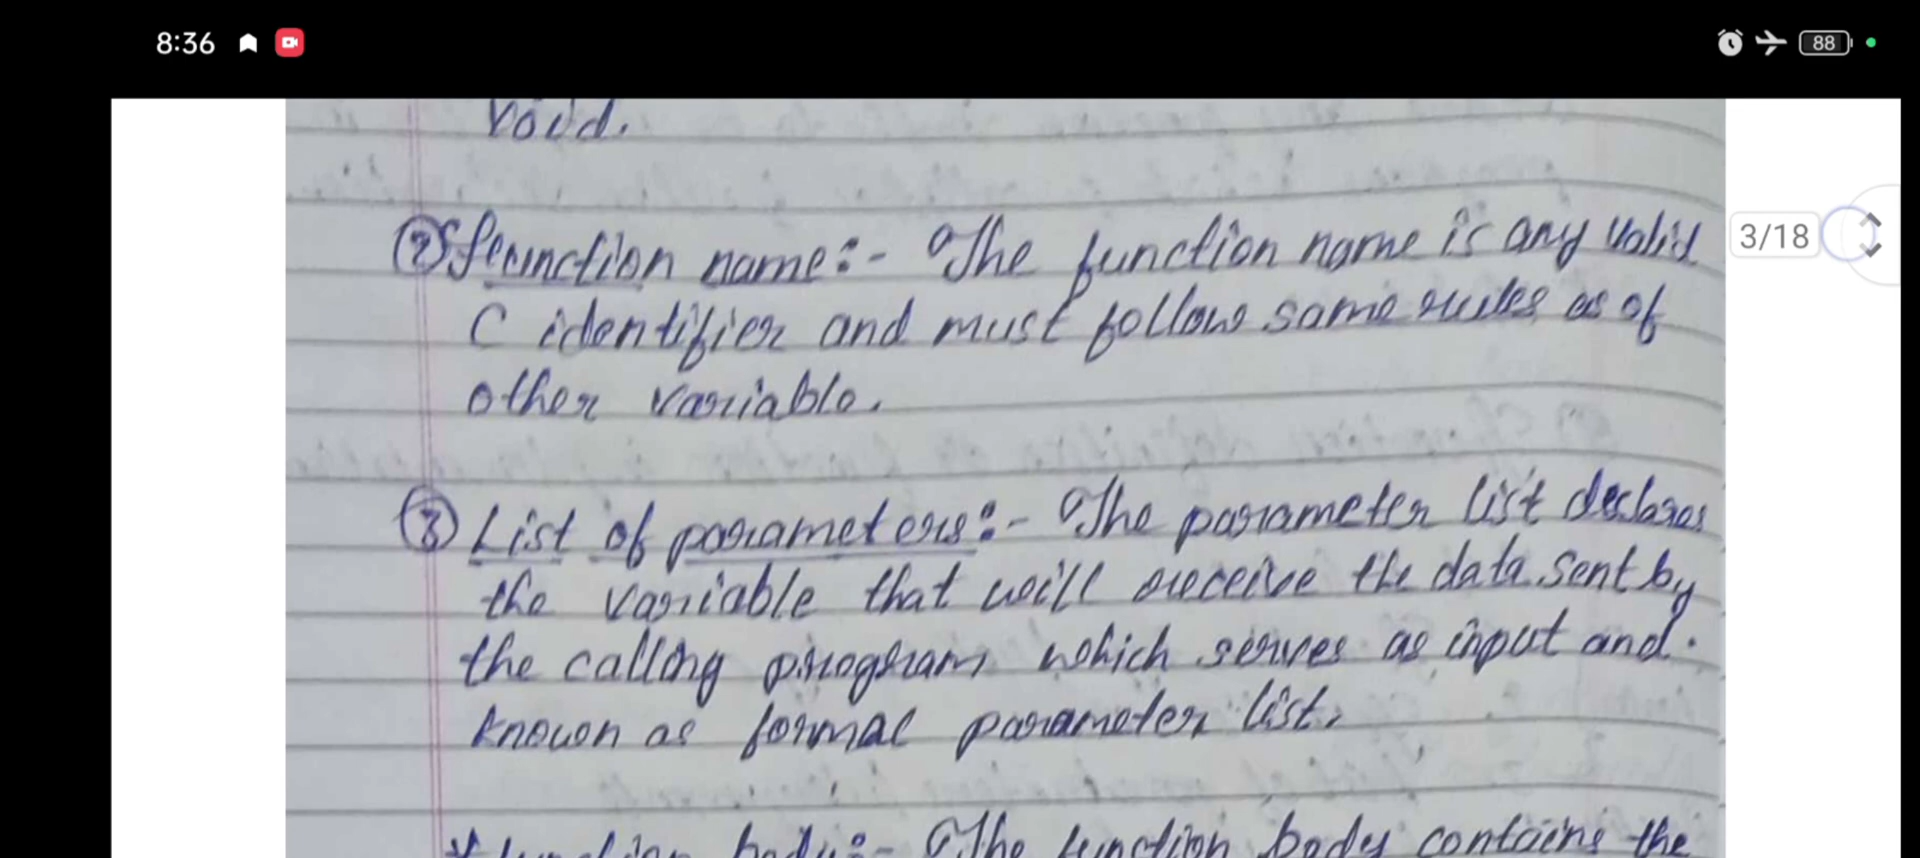 8:36
88
void.
3/18
② function name:- The function name is any valid
C identifier and must follow same rules as of
other variable.
③ List of parameters:- The parameter list declares
the variable that will receive the data sent by
the calling program which serves as input and.
known as formal parameter list.
* function body:- The function body contains the